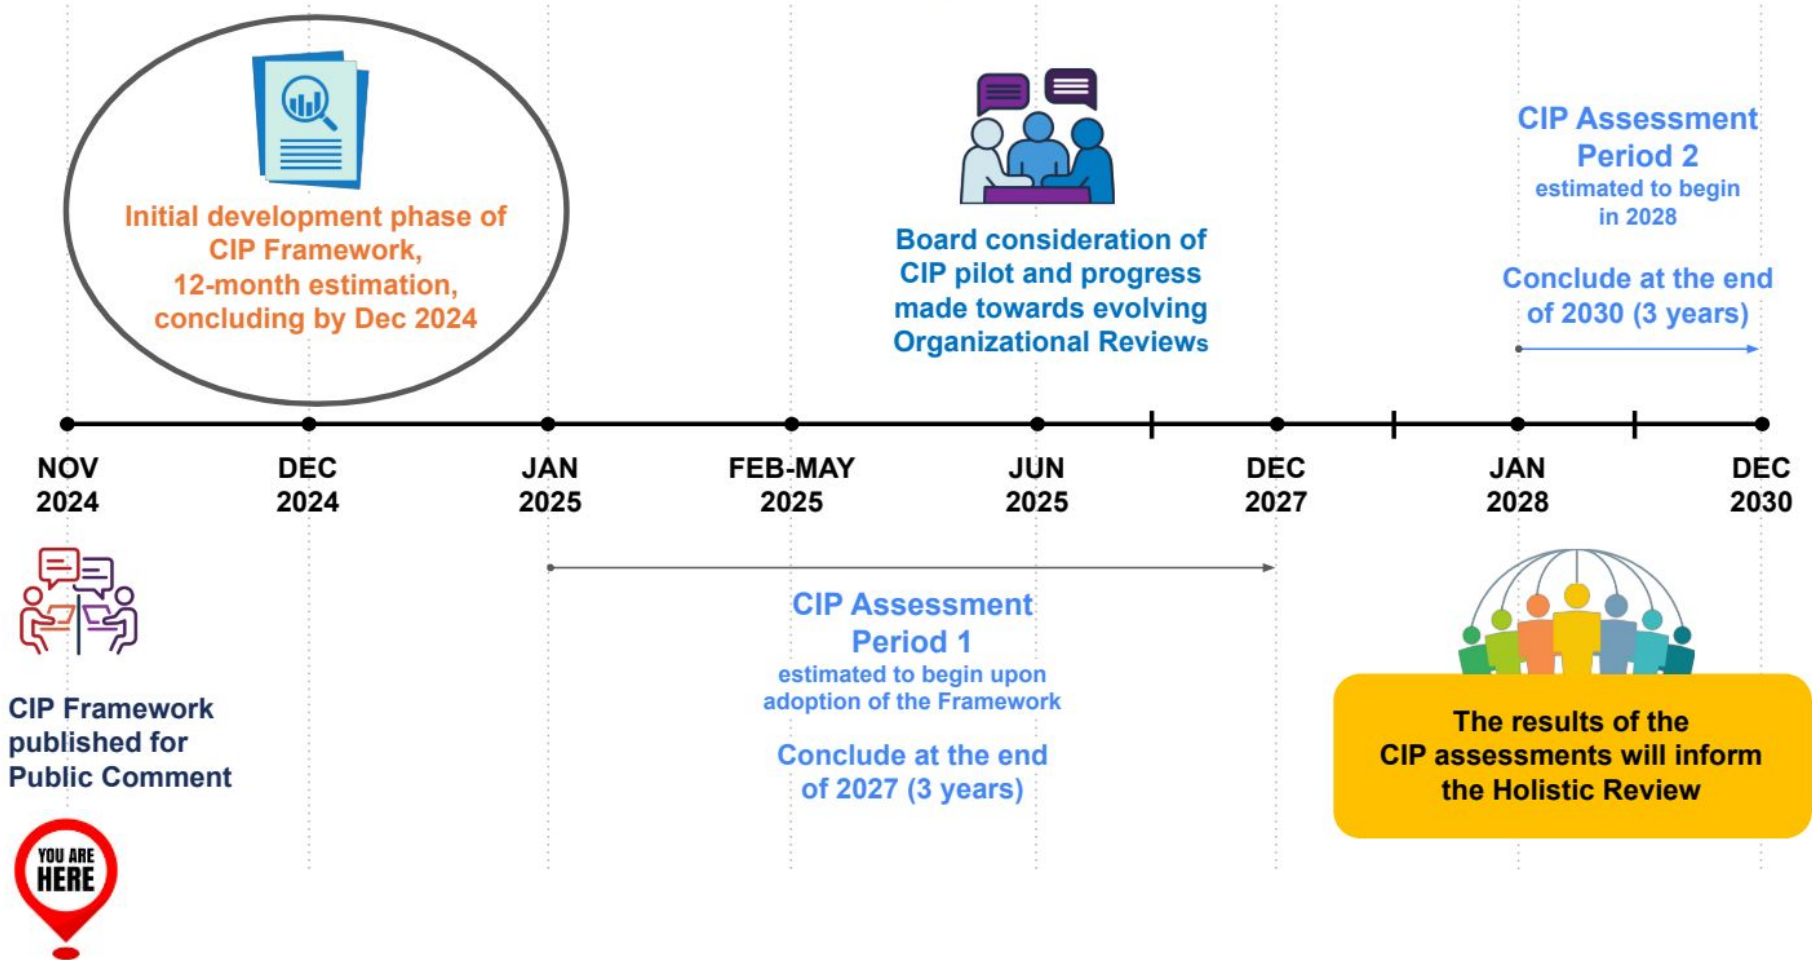 Initial development phase of
CIP Framework,
12-month estimation,
concluding by Dec 2024
Board consideration of
CIP pilot and progress
made towards evolving
Organizational Reviews
CIP Assessment
Period 2
estimated to begin
in 2028
Conclude at the end
of 2030 (3 years)
NOV
2024
DEC
2024
JAN
2025
FEB-MAY
2025
JUN
2025
DEC
2027
JAN
2028
DEC
2030
CIP Framework
published for
Public Comment
YOU ARE
HERE
CIP Assessment
Period 1
estimated to begin upon
adoption of the Framework
Conclude at the end
of 2027 (3 years)
The results of the
CIP assessments will inform
the Holistic Review